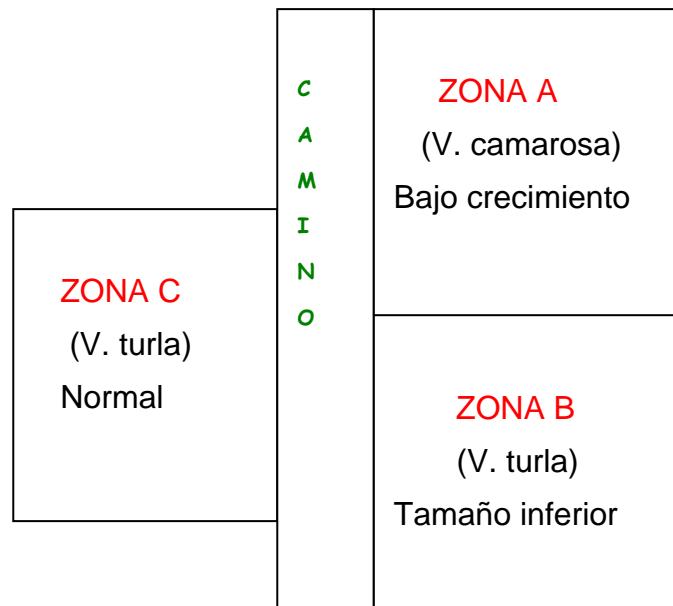 ZONA A
(V. camarosa)
Bajo crecimiento
C
A
M
I
N
O
ZONA C
(V. turla)
Normal
ZONA B
(V. turla)
Tamaño inferior